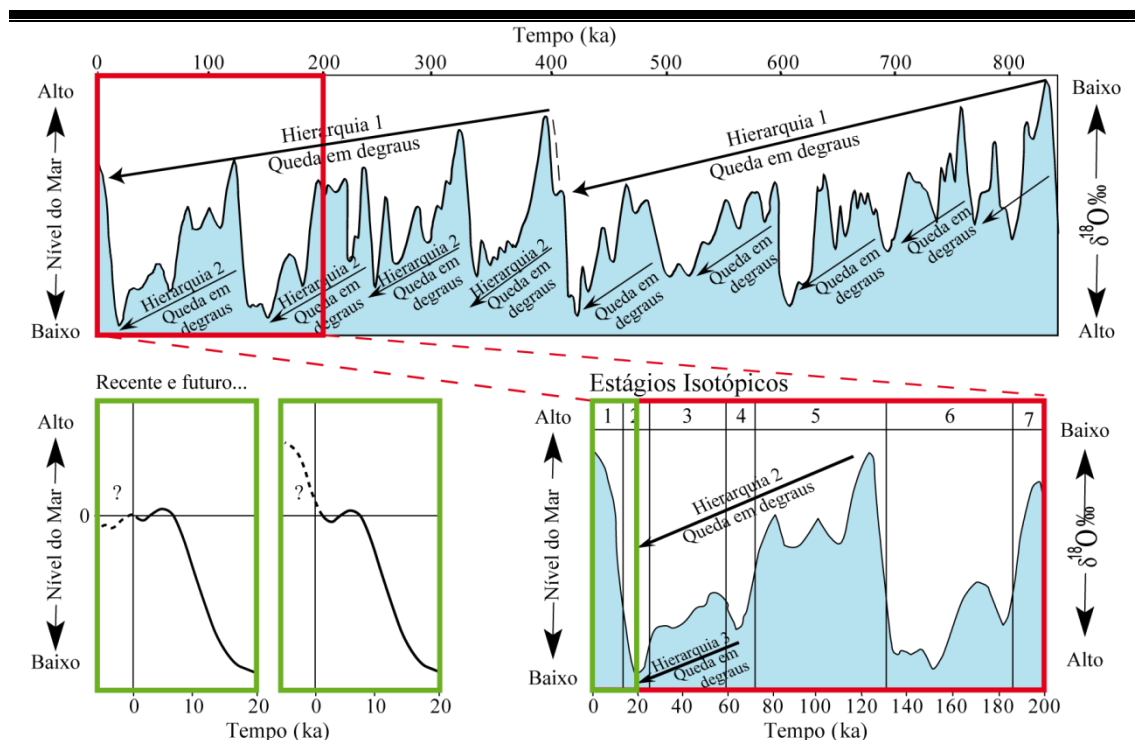 Tempo (ka)
0 100 200 300 400 500 600 700 800
Alto
Nível do Mar
Baixo
Baixo
δ18O‰
Alto
Hierarquia 1
Queda em degraus
Hierarquia 1
Queda em degraus
Hierarquia 2
Queda em
degraus
Hierarquia 2
Queda em
degraus
Hierarquia 2
Queda em
degraus
Hierarquia 2
Queda em
degraus
Queda em
degraus
Queda em
degraus
Queda em
degraus
Queda em
degraus
Recente e futuro...
Alto
Nível do Mar
Baixo
0
?
?
0 10 20
Tempo (ka)
0 10 20
Tempo (ka)
Estágios Isotópicos
1 2 3 4 5 6 7
Alto
Nível do Mar
Baixo
Baixo
δ18O‰
Alto
Hierarquia 2
Queda em degraus
Hierarquia 3
Queda em
degraus
0 20 40 60 80 100 120 140 160 180 200
Tempo (ka)